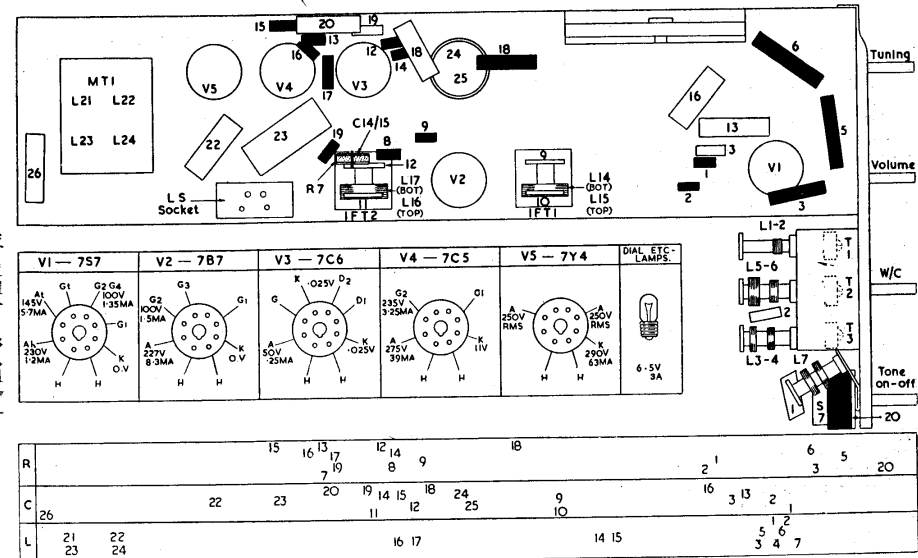 15 20 19
13
16 12 18 14
24
25
18
6
Tuning
MT1
L21 L22
L23 L24
V5 V4 V3
17
C14/15
16
13
3
5
26
22
23
19
8
9
12
R7
L17
(BOT)
L16
(TOP)
1FT2
V2
9
10
1FT1
L14
(BOT)
L15
(TOP)
1
2
V1
3
Volume
LS
Socket
L1-2
T1
L5-6
T2
2
W/C
L3-4 L7
T3
Tone
on-off
1
S7
20
V1 — 7S7 V2 — 7B7 V3 — 7C6 V4 — 7C5 V5 — 7Y4 DIAL ETC-
LAMPS.
At
145V
5·7MA
Gt
G2 G4
100V
1·35MA
G1
K
O.V
H H
Ah
230V
1·2MA
G3
G2
100V
1·5MA
G1
K
O.V
H H
A
227V
8·3MA
K ·025V D2
G D1
K
·025V
H H
A
50V
·25MA
G2
235V
3·25MA
G1
K
11V
H H
A
275V
39MA
A
250V
RMS
A
250V
RMS
K
290V
63MA
H H
6·5V
3A
R 15 16 13 17 19 7 12 14 8 9 18 2 1 6 3 5 20
C 26 22 23 20 19 11 14 15 12 18 24 25 9 10 16 3 13 2 1
L 21 22 16 17 14 15 1 2 5 6
23 24 3 4 7